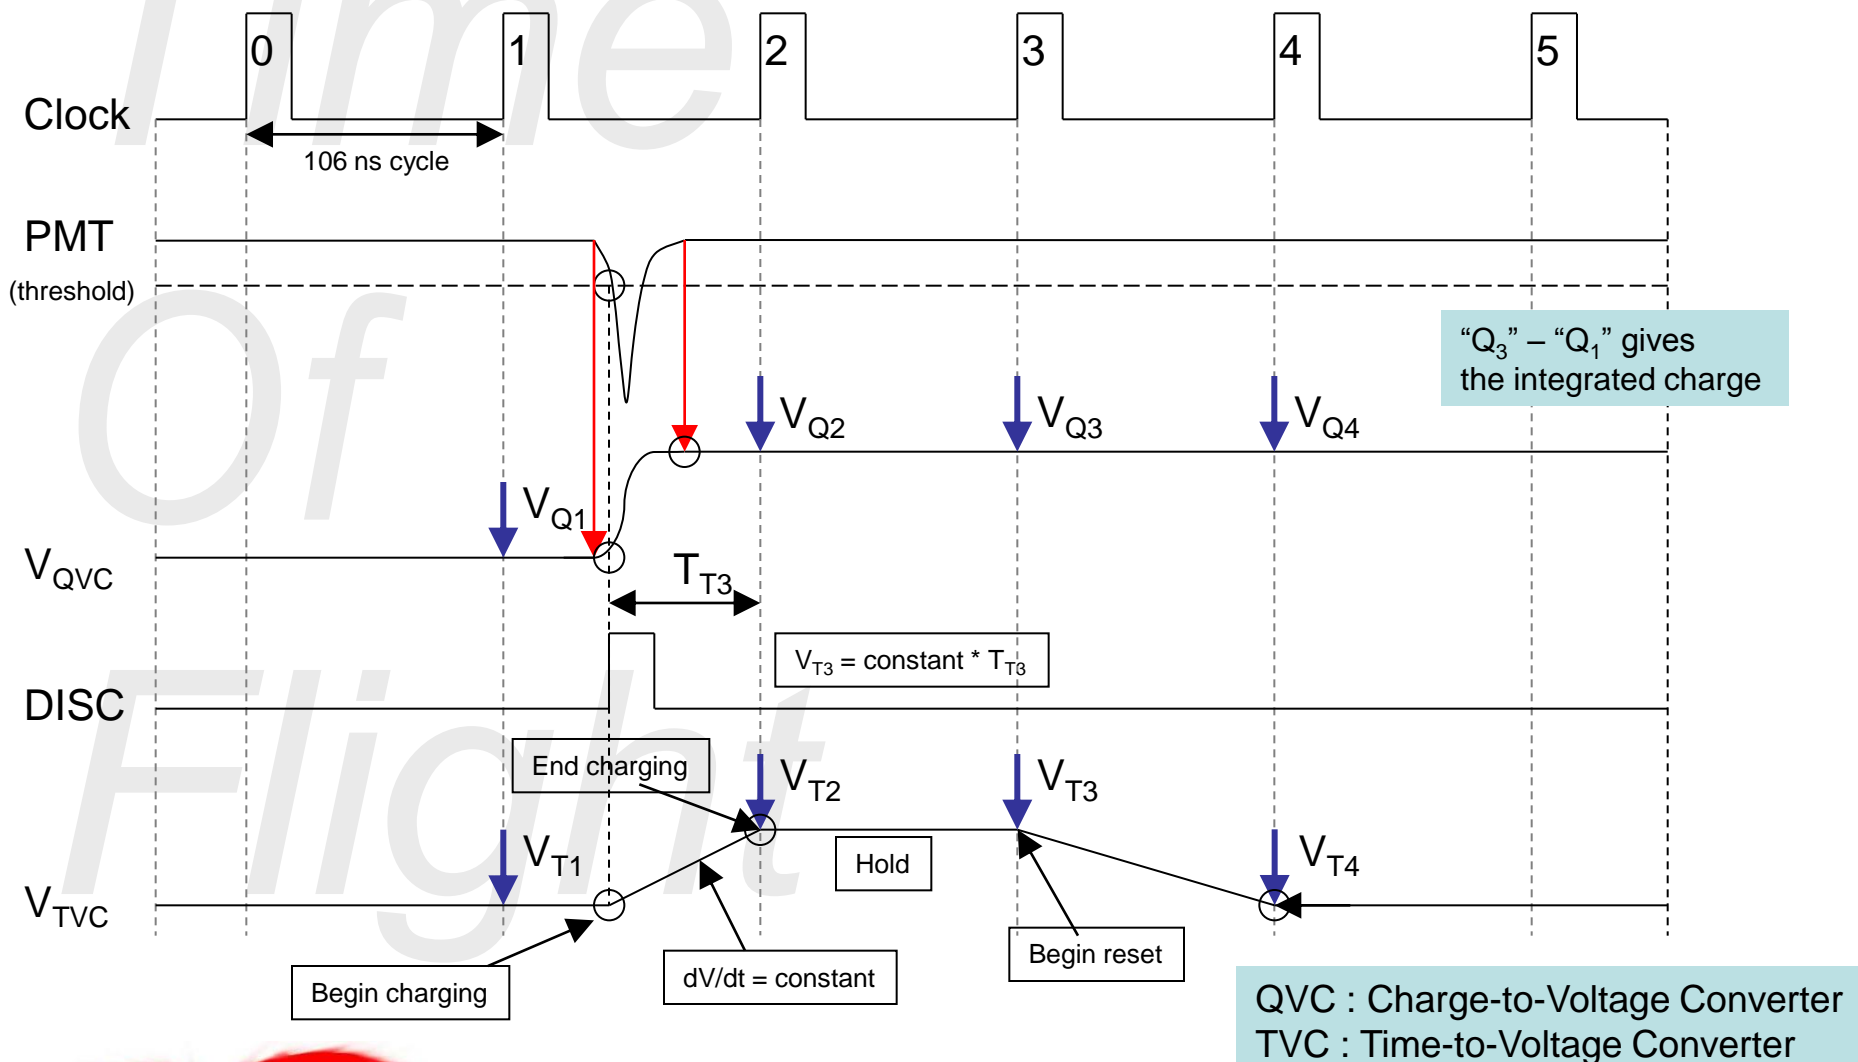 Time
Of
Flight
0 1 2 3 4 5
Clock
106 ns cycle
PMT
(threshold)
“Q3” – “Q1” gives
the integrated charge
VQ2 VQ3 VQ4
VQ1
VQVC
TT3
VT3 = constant * TT3
DISC
End charging
VT2 VT3
VT1
Hold
VT4
VTVC
Begin charging
dV/dt = constant
Begin reset
QVC : Charge-to-Voltage Converter
TVC : Time-to-Voltage Converter